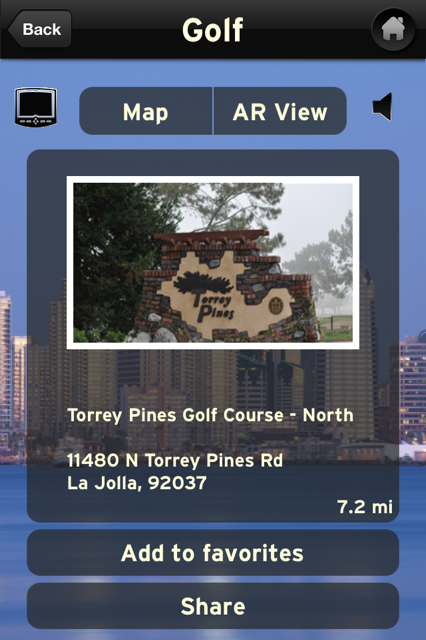 Back
Golf
Map
AR View
Torrey
Pines
Torrey Pines Golf Course - North
11480 N Torrey Pines Rd
La Jolla, 92037
7.2 mi
Add to favorites
Share